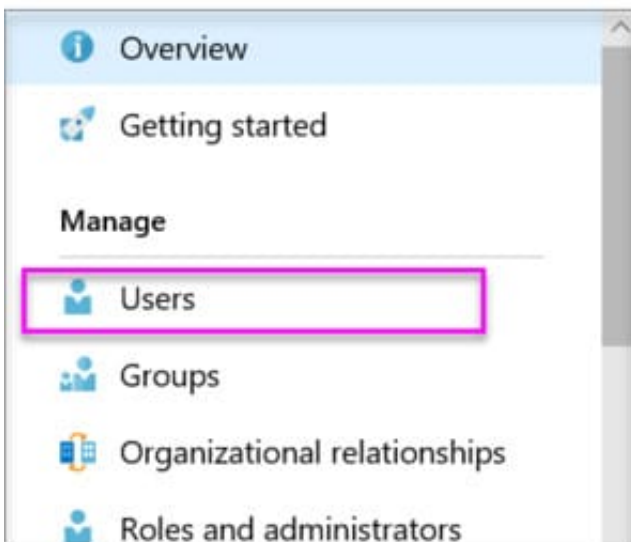 Overview
Getting started
Manage
Users
Groups
Organizational relationships
Roles and administrators